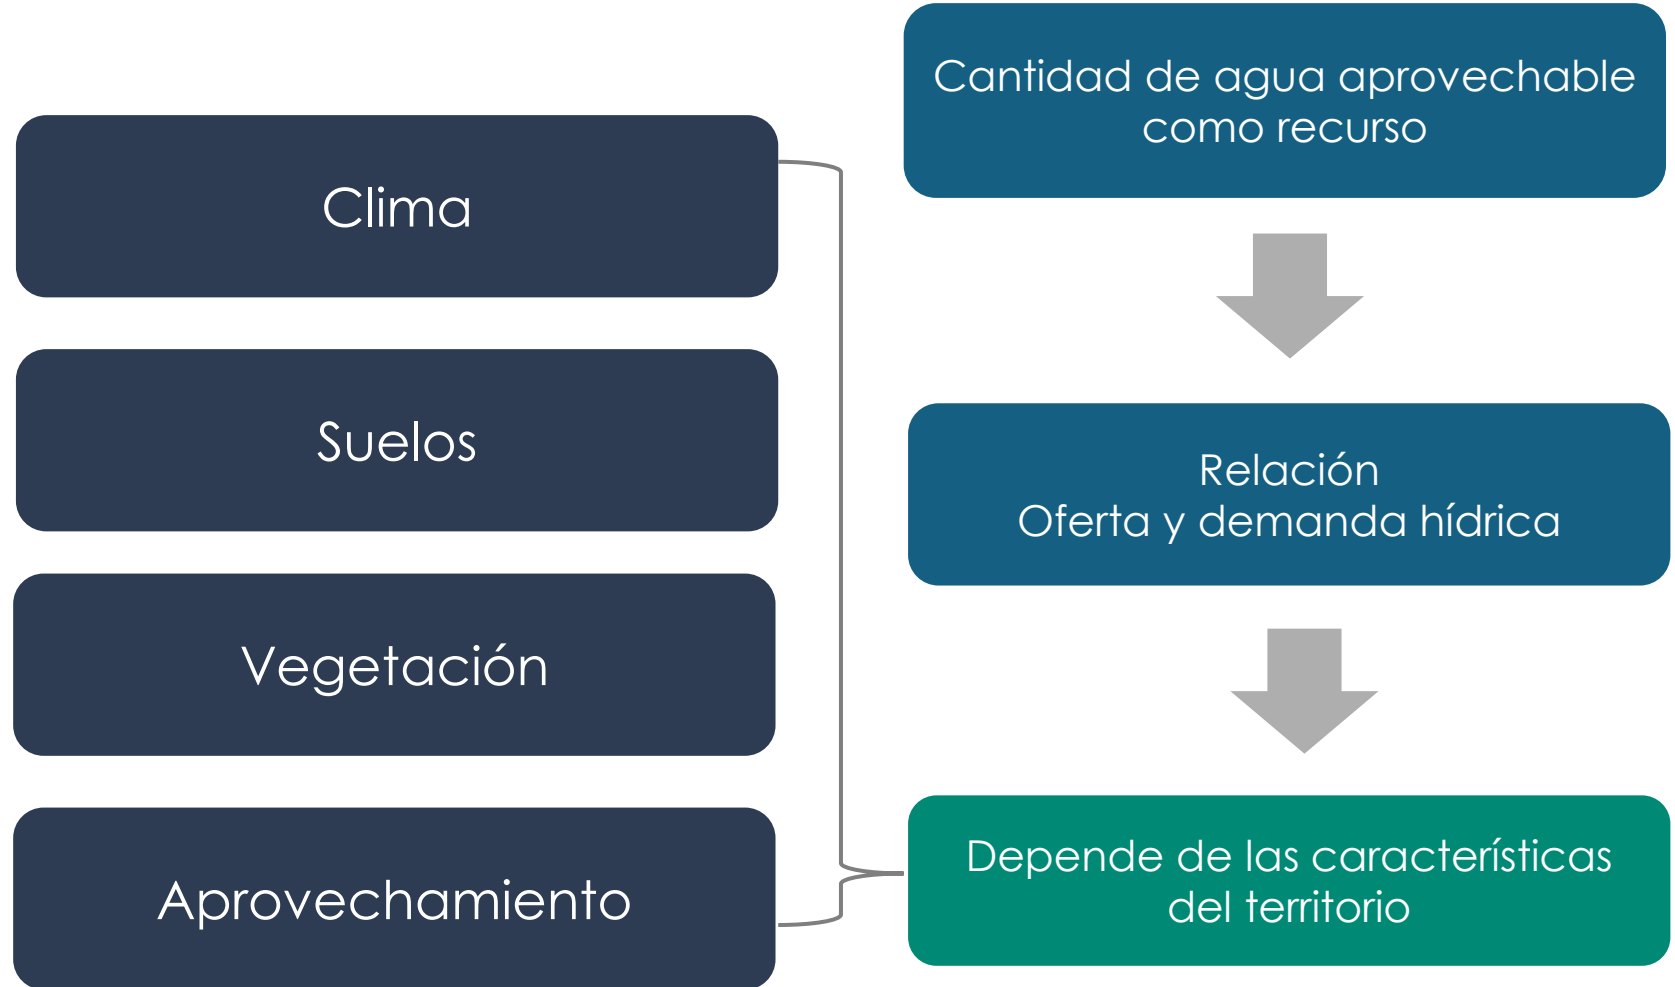 Clima
Suelos
Vegetación
Aprovechamiento
Cantidad de agua aprovechable
como recurso
Relación
Oferta y demanda hídrica
Depende de las características
del territorio